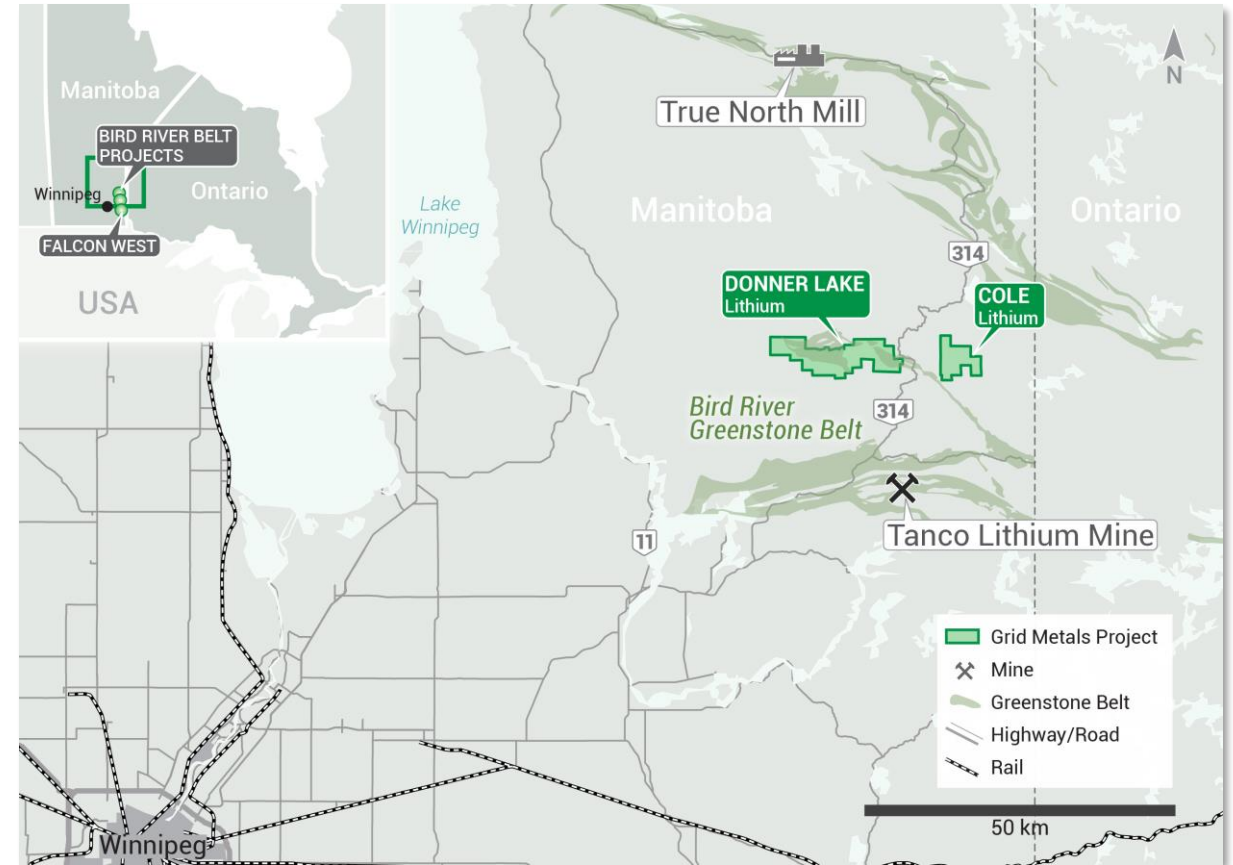 Manitoba
BIRD RIVER BELT
PROJECTS
Winnipeg
Ontario
FALCON WEST
USA
N
True North Mill
Lake
Winnipeg
Manitoba
Ontario
314
DONNER LAKE
Lithium
COLE
Lithium
Bird River
Greenstone Belt
314
Tanco Lithium Mine
11
Grid Metals Project
Mine
Greenstone Belt
Highway/Road
Rail
50 km
Winnipeg